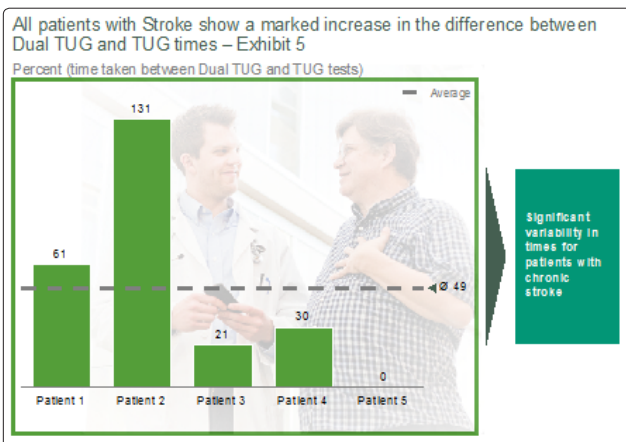 All patients with Stroke show a marked increase in the difference between
Dual TUG and TUG times – Exhibit 5
Percent (time taken between Dual TUG and TUG tests)
Average
131
61
Ø 49
30
21
0
Patient 1 Patient 2 Patient 3 Patient 4 Patient 5
Significant
variability in
times for
patients with
chronic
stroke